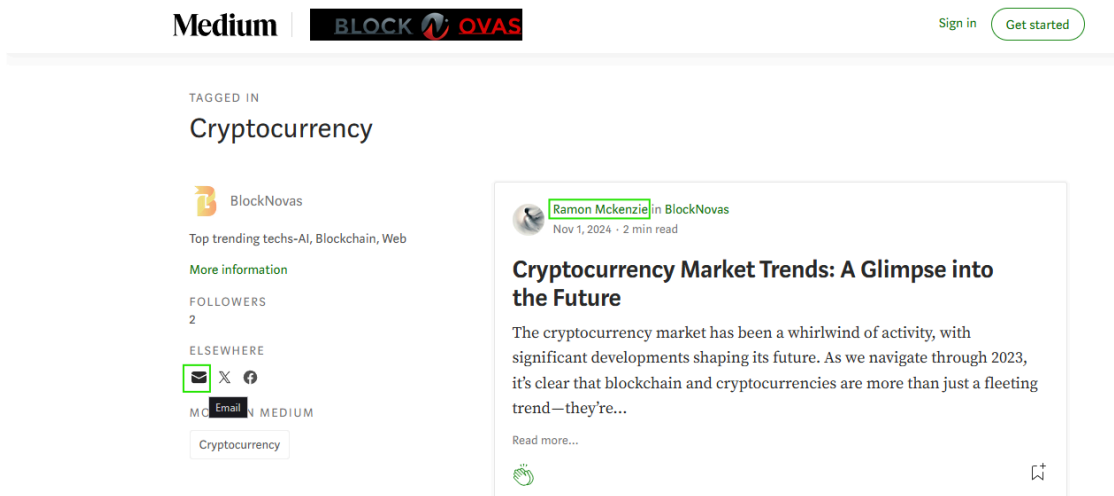 Medium
BLOCK N OVAS
Sign in
Get started
TAGGED IN
Cryptocurrency
BlockNovas
Top trending techs-AI, Blockchain, Web
More information
FOLLOWERS
2
ELSEWHERE
Email
MO N MEDIUM
Cryptocurrency
Ramon Mckenzie in BlockNovas
Nov 1, 2024 · 2 min read
Cryptocurrency Market Trends: A Glimpse into
the Future
The cryptocurrency market has been a whirlwind of activity, with
significant developments shaping its future. As we navigate through 2023,
it’s clear that blockchain and cryptocurrencies are more than just a fleeting
trend—they’re…
Read more...